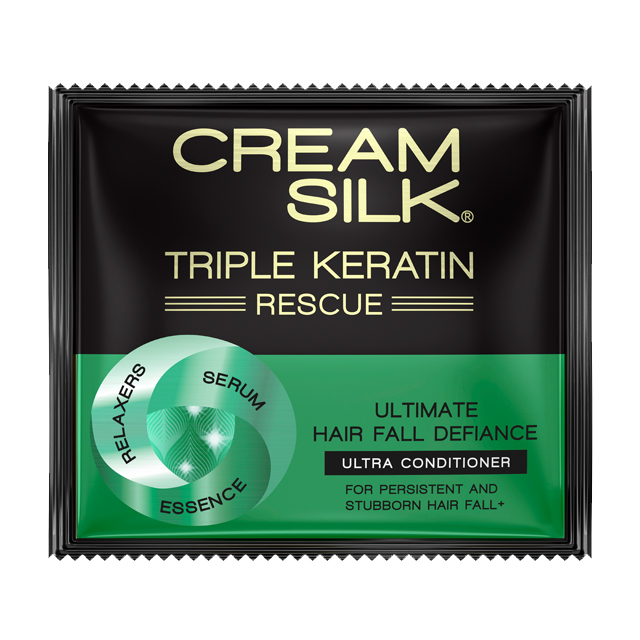 CREAM
SILK®
TRIPLE KERATIN
RESCUE
RELAXERS
SERUM
ESSENCE
ULTIMATE
HAIR FALL DEFIANCE
ULTRA CONDITIONER
FOR PERSISTENT AND
STUBBORN HAIR FALL+